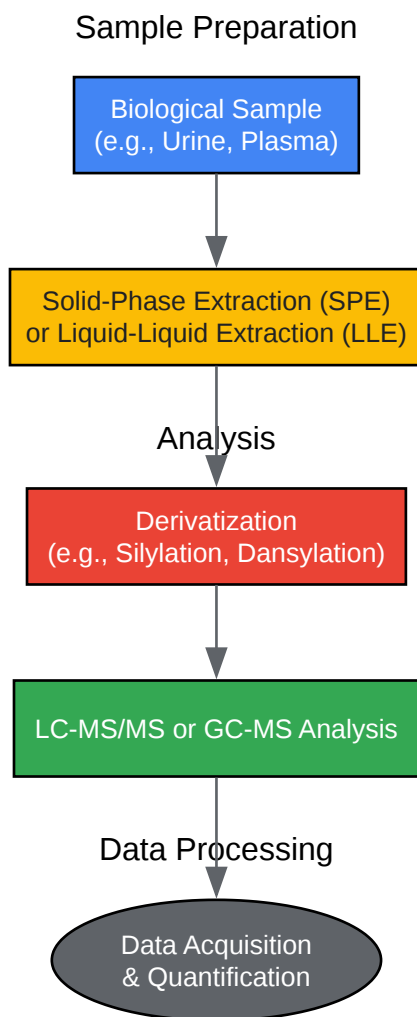 Sample Preparation
Biological Sample
(e.g., Urine, Plasma)
Solid-Phase Extraction (SPE)
or Liquid-Liquid Extraction (LLE)
Analysis
Derivatization
(e.g., Silylation, Dansylation)
LC-MS/MS or GC-MS Analysis
Data Processing
Data Acquisition
& Quantification